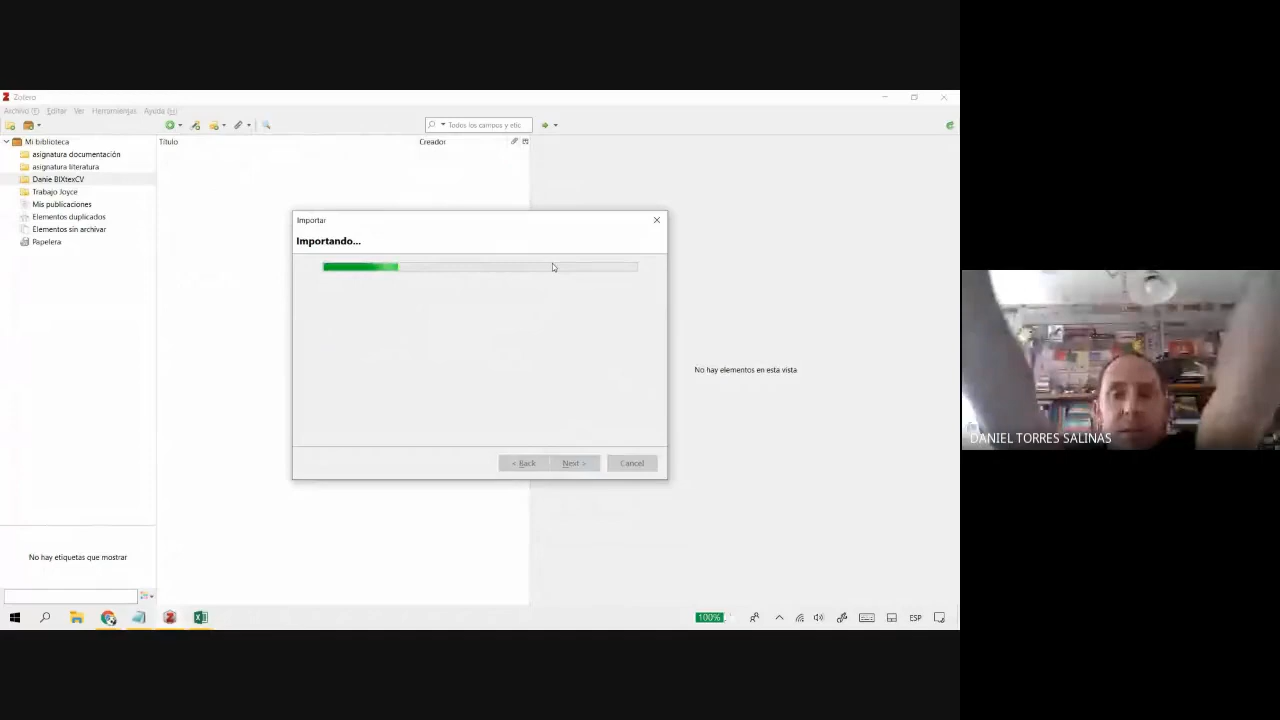 Zotero
Archivo (F) Editar Ver Herramientas Ayuda (H)
Todos los campos y etic
Mi biblioteca
asignatura documentación
asignatura literatura
Danie BIXtexCV
Trabajo Joyce
Mis publicaciones
Elementos duplicados
Elementos sin archivar
Papelera
Título Creador
Importar
Importando...
< Back Next > Cancel
No hay elementos en esta vista
No hay etiquetas que mostrar
100%
ESP
DANIEL TORRES SALINAS